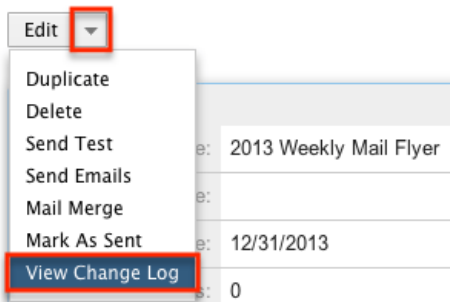 Edit
Duplicate
Delete
Send Test
e: 2013 Weekly Mail Flyer
Send Emails
e:
Mail Merge
Mark As Sent
e: 12/31/2013
View Change Log
s: 0